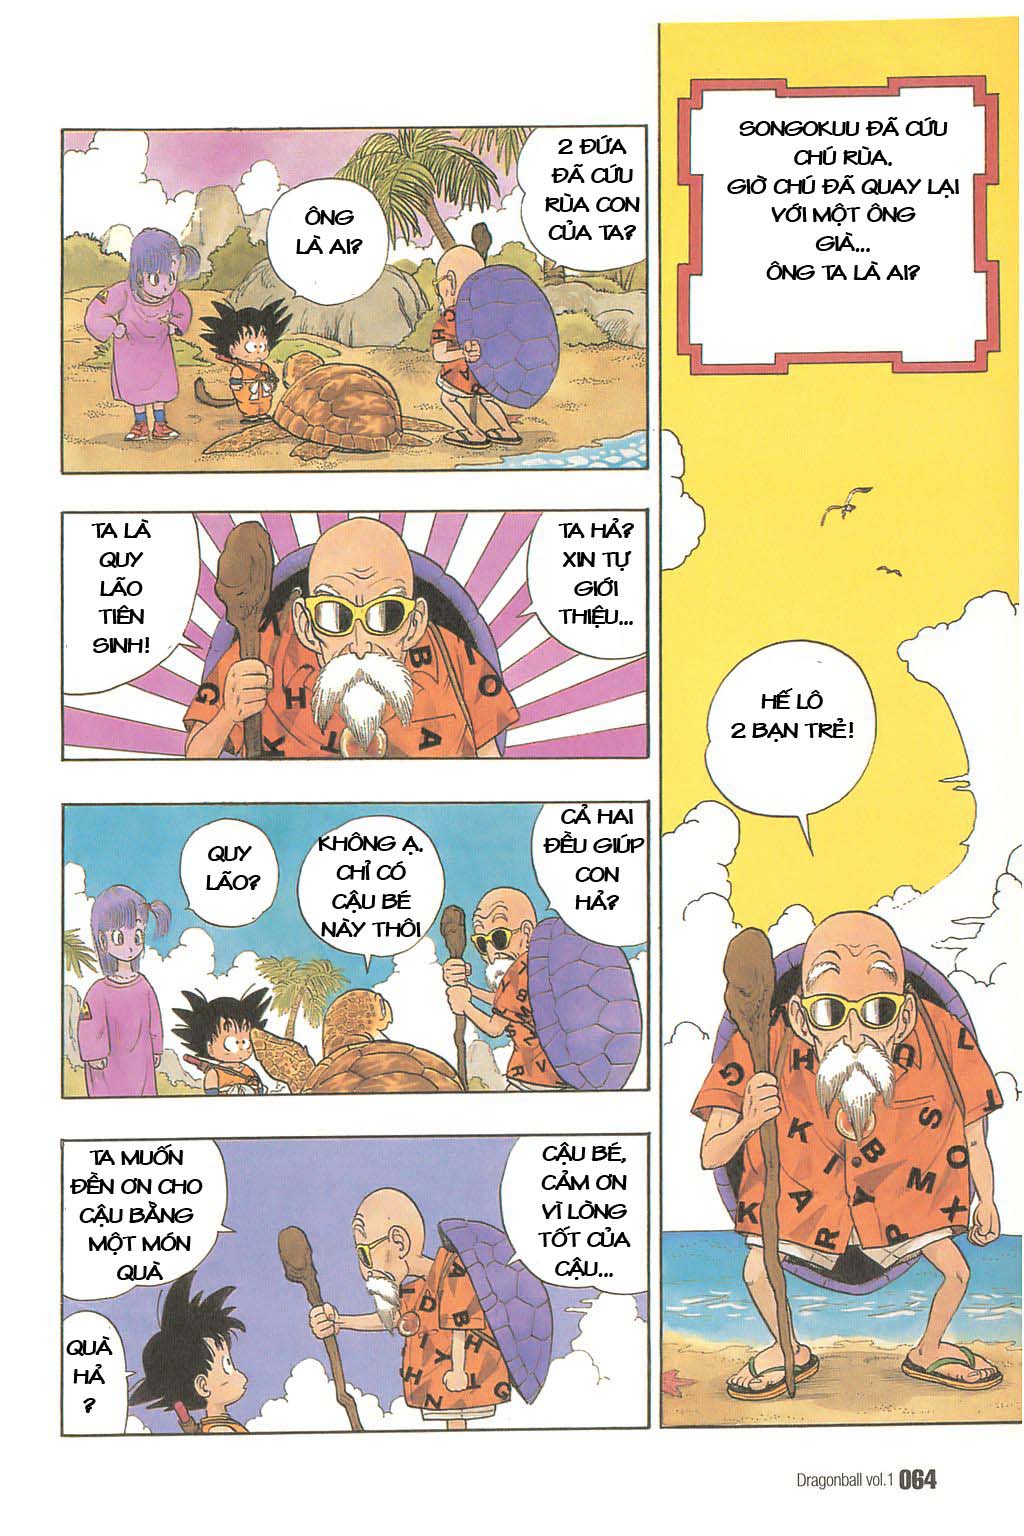 SONGOKUU ĐÃ CỨU
CHÚ RÙA.
GIỜ CHÚ ĐÃ QUAY LẠI
VỚI MỘT ÔNG
GIÀ...
ÔNG TA LÀ AI?
HẾ LÔ
2 BẠN TRẺ!
2 ĐỨA
ĐÃ CỨU
RÙA CON
CỦA TA?
ÔNG
LÀ AI?
TA HẢ?
XIN TỰ
GIỚI
THIỆU...
TA LÀ
QUY
LÃO
TIÊN
SINH!
CẢ HAI
ĐỀU GIÚP
CON
HẢ?
KHÔNG Ạ.
CHỈ CÓ
CẬU BÉ
NÀY THÔI
QUY
LÃO?
CẬU BÉ,
CẢM ƠN
VÌ LÒNG
TỐT CỦA
CẬU...
TA MUỐN
ĐỀN ƠN CHO
CẬU BẰNG
MỘT MÓN
QUÀ
QUÀ
HẢ
?
Dragonball vol.1 064